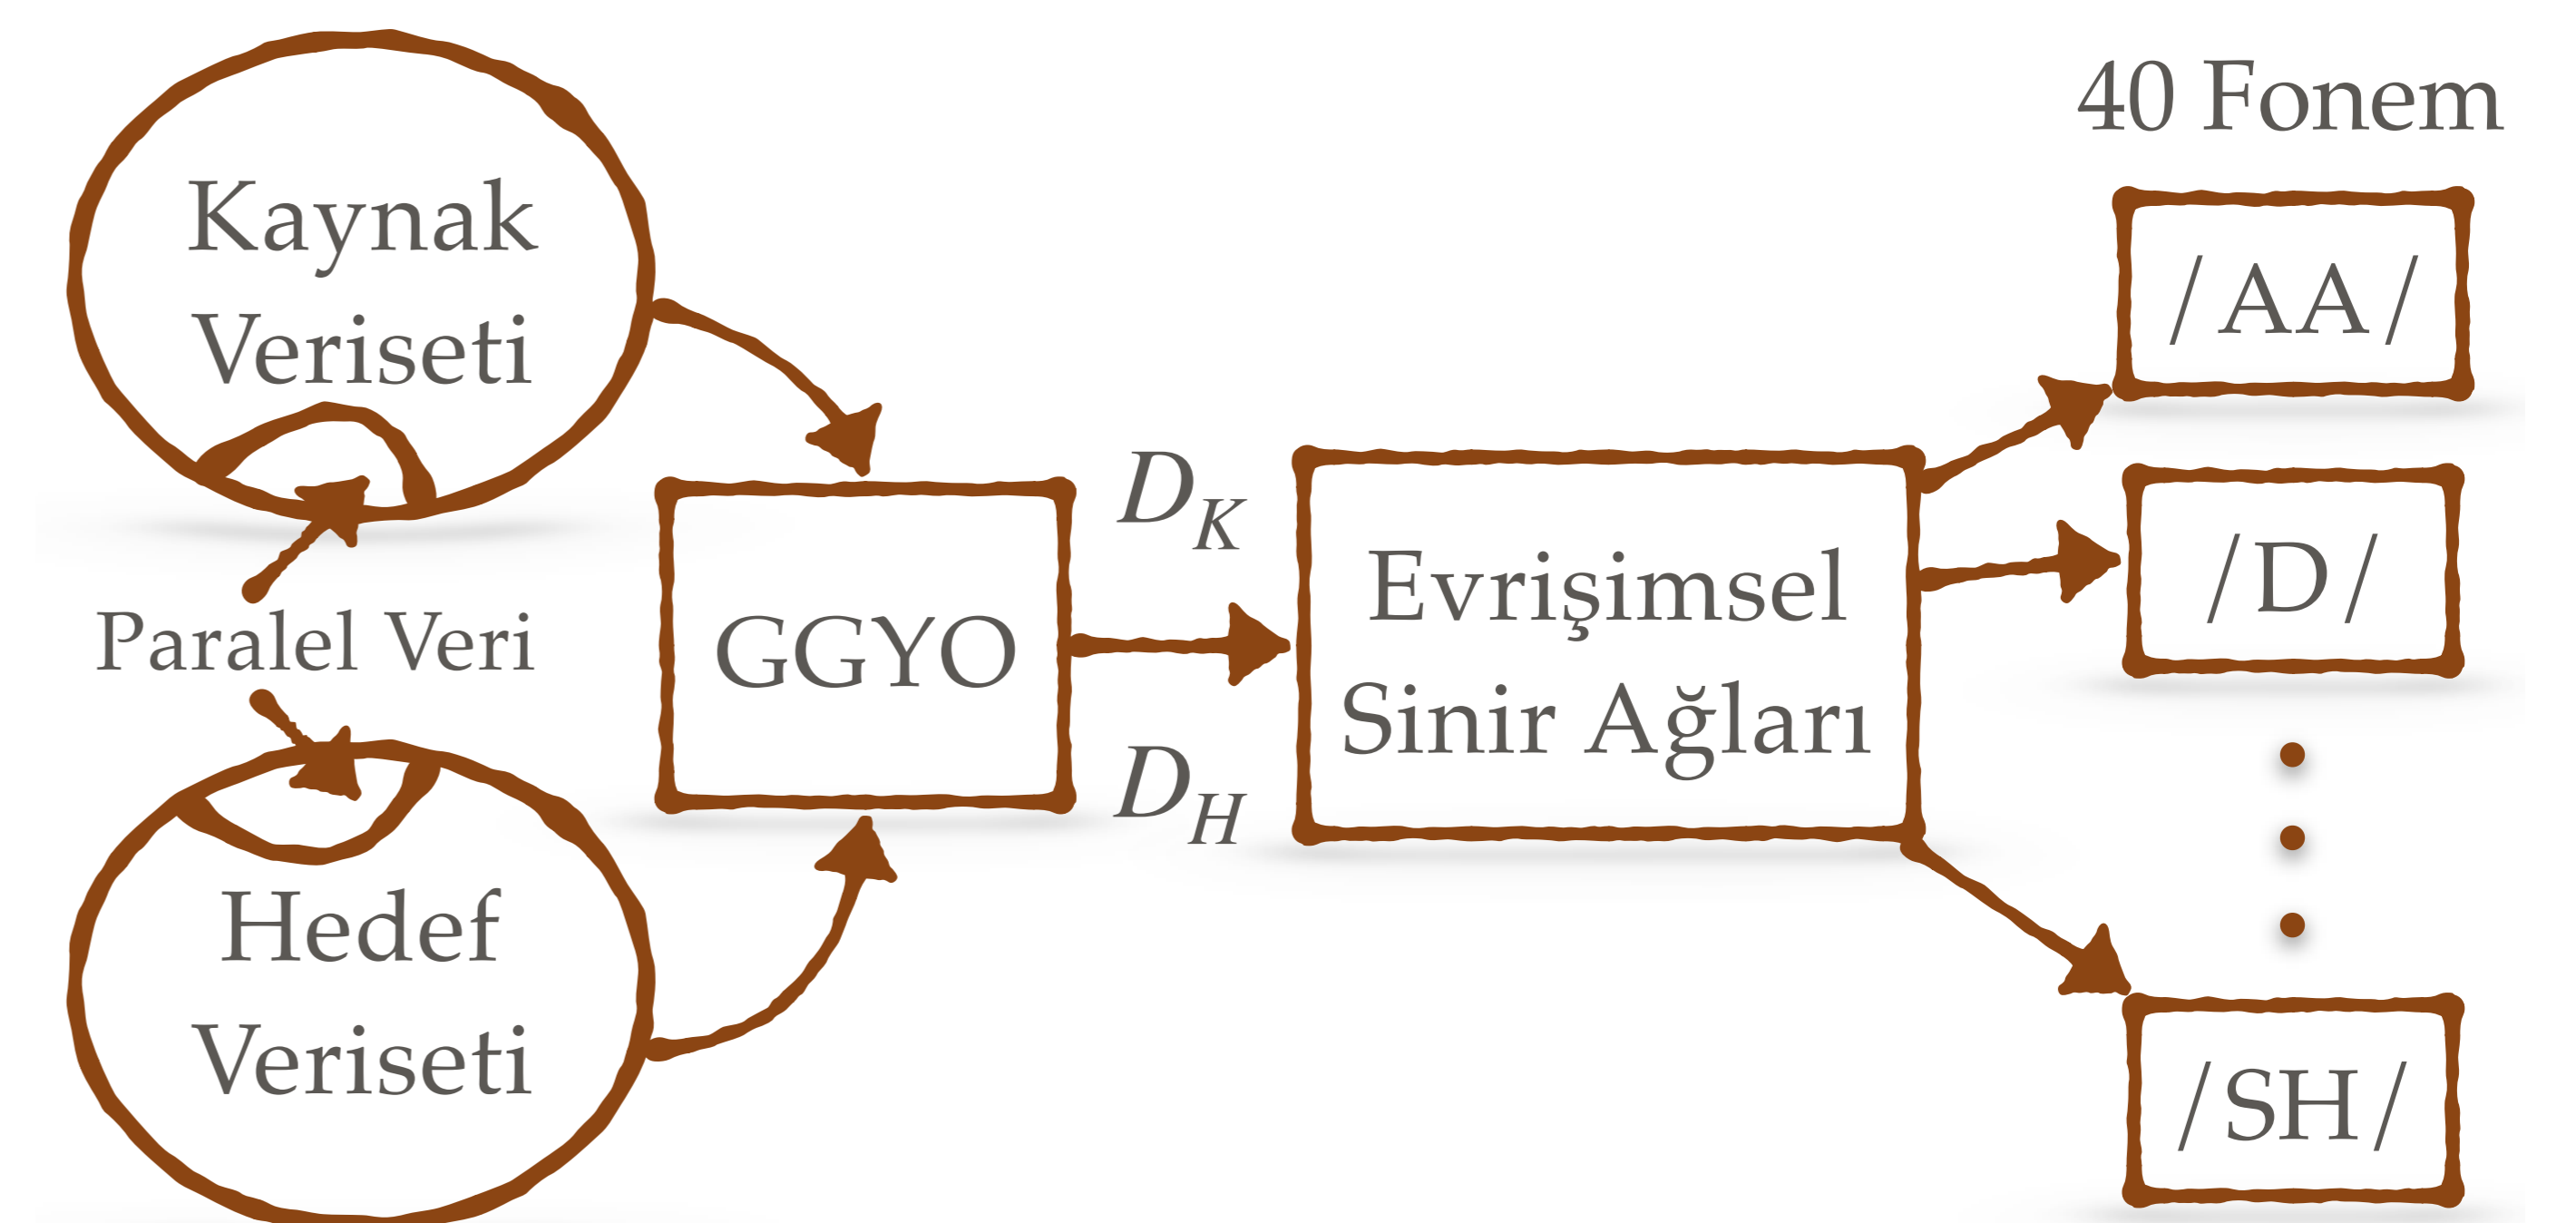 Kaynak
Veriseti
Paralel Veri
Hedef
Veriseti
GGYO
D_K
D_H
Evrişimsel
Sinir Ağları
40 Fonem
/AA/
/D/
/SH/